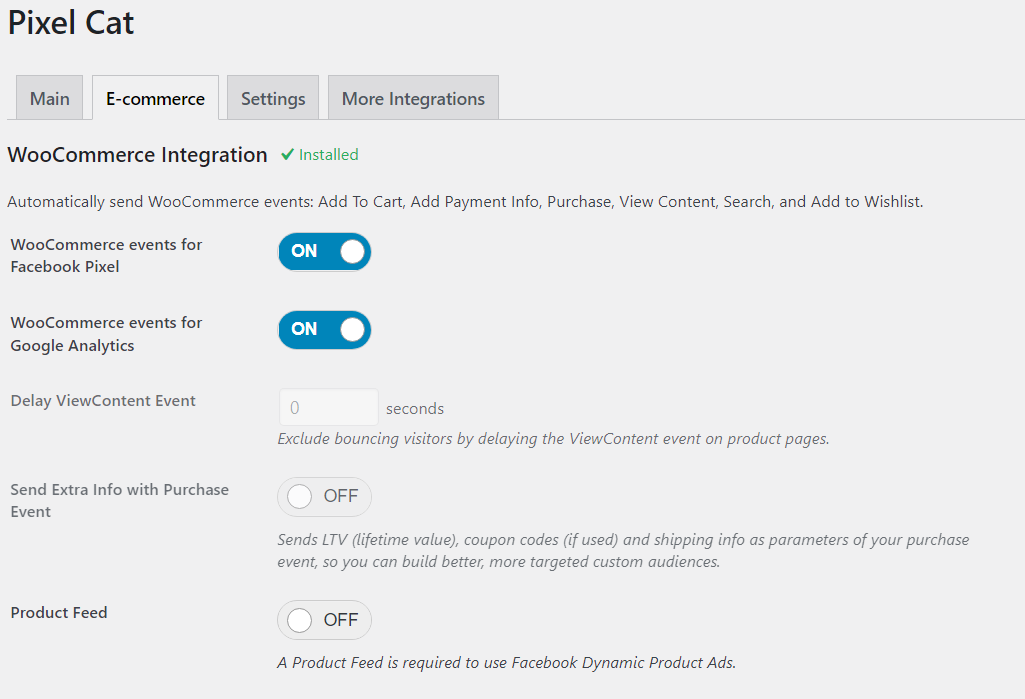 Pixel Cat
Main
E-commerce
Settings
More Integrations
WooCommerce Integration ✔ Installed
Automatically send WooCommerce events: Add To Cart, Add Payment Info, Purchase, View Content, Search, and Add to Wishlist.
WooCommerce events for
Facebook Pixel
ON
WooCommerce events for
Google Analytics
ON
Delay ViewContent Event
0 seconds
Exclude bouncing visitors by delaying the ViewContent event on product pages.
Send Extra Info with Purchase
Event
OFF
Sends LTV (lifetime value), coupon codes (if used) and shipping info as parameters of your purchase
event, so you can build better, more targeted custom audiences.
Product Feed
OFF
A Product Feed is required to use Facebook Dynamic Product Ads.